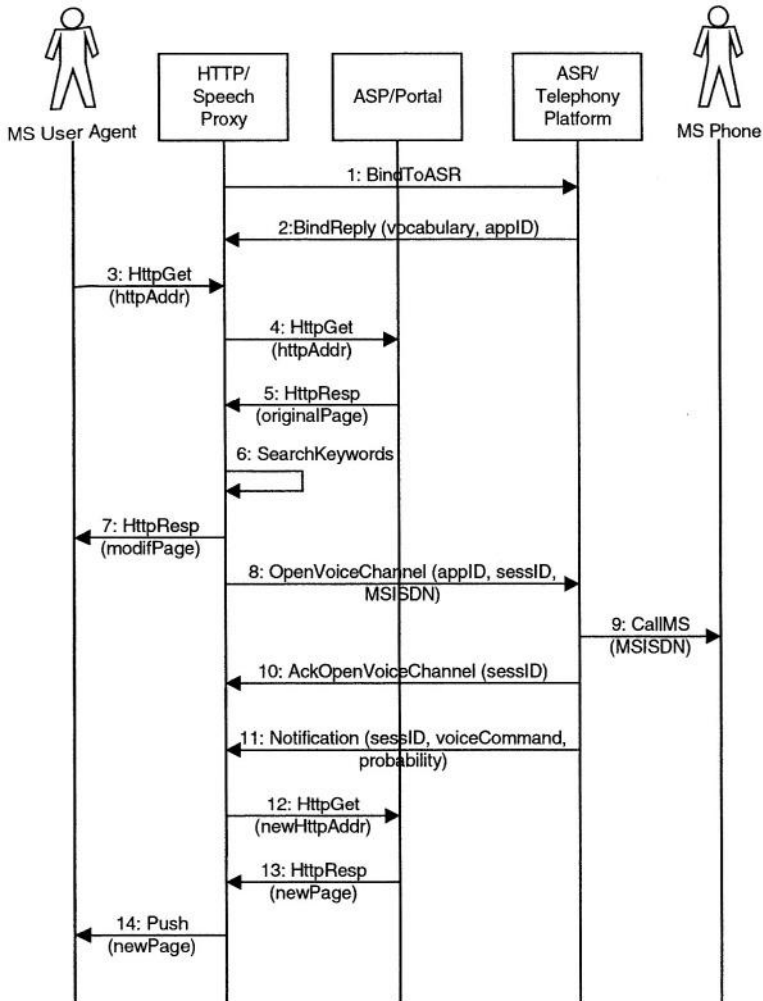 HTTP/
Speech
Proxy
ASP/Portal
ASR/
Telephony
Platform
MS User Agent
MS Phone
1: BindToASR
2:BindReply (vocabulary, appID)
3: HttpGet
(httpAddr)
4: HttpGet
(httpAddr)
5: HttpResp
(originalPage)
6: SearchKeywords
7: HttpResp
(modifPage)
8: OpenVoiceChannel (appID, sessID,
MSISDN)
9: CallMS
(MSISDN)
10: AckOpenVoiceChannel (sessID)
11: Notification (sessID, voiceCommand,
probability)
12: HttpGet
(newHttpAddr)
13: HttpResp
(newPage)
14: Push
(newPage)